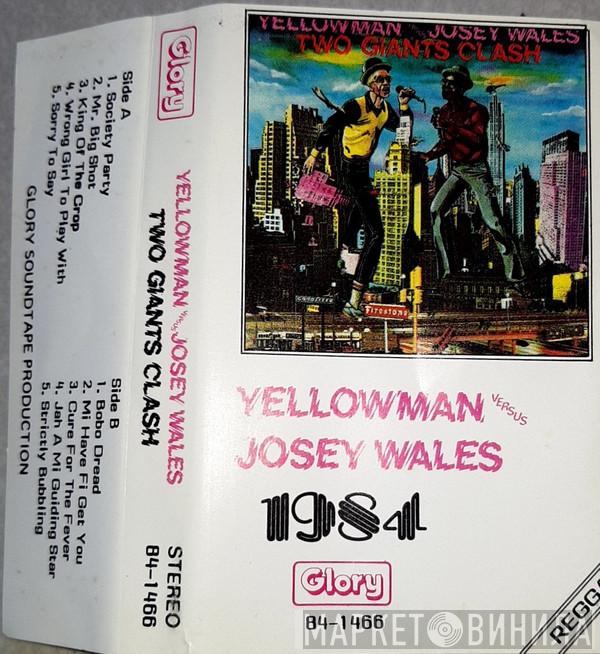 Side A
1. Society Party
2. Mr. Big Shot
3. King Of The Crop
4. Wrong Girl To Play With
5. Sorry To Say
Side B
1. Bobo Dread
2. Mi Have Fi Get You
3. Cure For The Fever
4. Jah A Mi Guiding Star
5. Strictly Bubbling
GLORY SOUNDTAPE PRODUCTION
Glory
YELLOWMAN VERSUS JOSEY WALES
TWO GIANTS CLASH
STEREO
84-1466
YELLOWMAN VS JOSEY WALES
TWO GIANTS CLASH
GOODYEAR
Firestone
YELLOWMAN VERSUS
JOSEY WALES
1984
Glory
84-1466
REGGA
МАРКЕТ ВИНИЛА